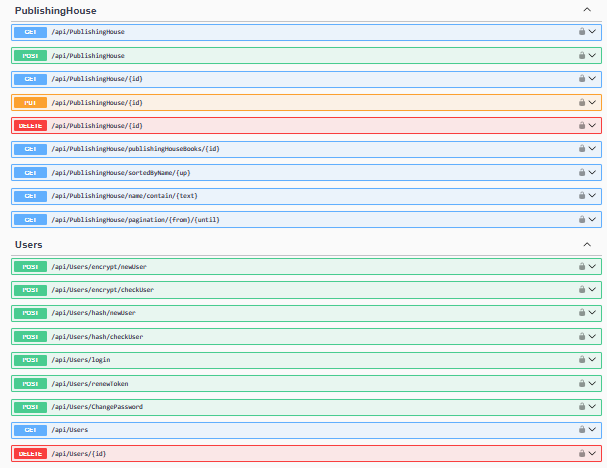 PublishingHouse
GET /api/PublishingHouse
POST /api/PublishingHouse
GET /api/PublishingHouse/{id}
PUT /api/PublishingHouse/{id}
DELETE /api/PublishingHouse/{id}
GET /api/PublishingHouse/publishingHouseBooks/{id}
GET /api/PublishingHouse/sortedByName/{up}
GET /api/PublishingHouse/name/contain/{text}
GET /api/PublishingHouse/pagination/{from}/{until}
Users
POST /api/Users/encrypt/newUser
POST /api/Users/encrypt/checkUser
POST /api/Users/hash/newUser
POST /api/Users/hash/checkUser
POST /api/Users/login
POST /api/Users/renewToken
POST /api/Users/ChangePassword
GET /api/Users
DELETE /api/Users/{id}